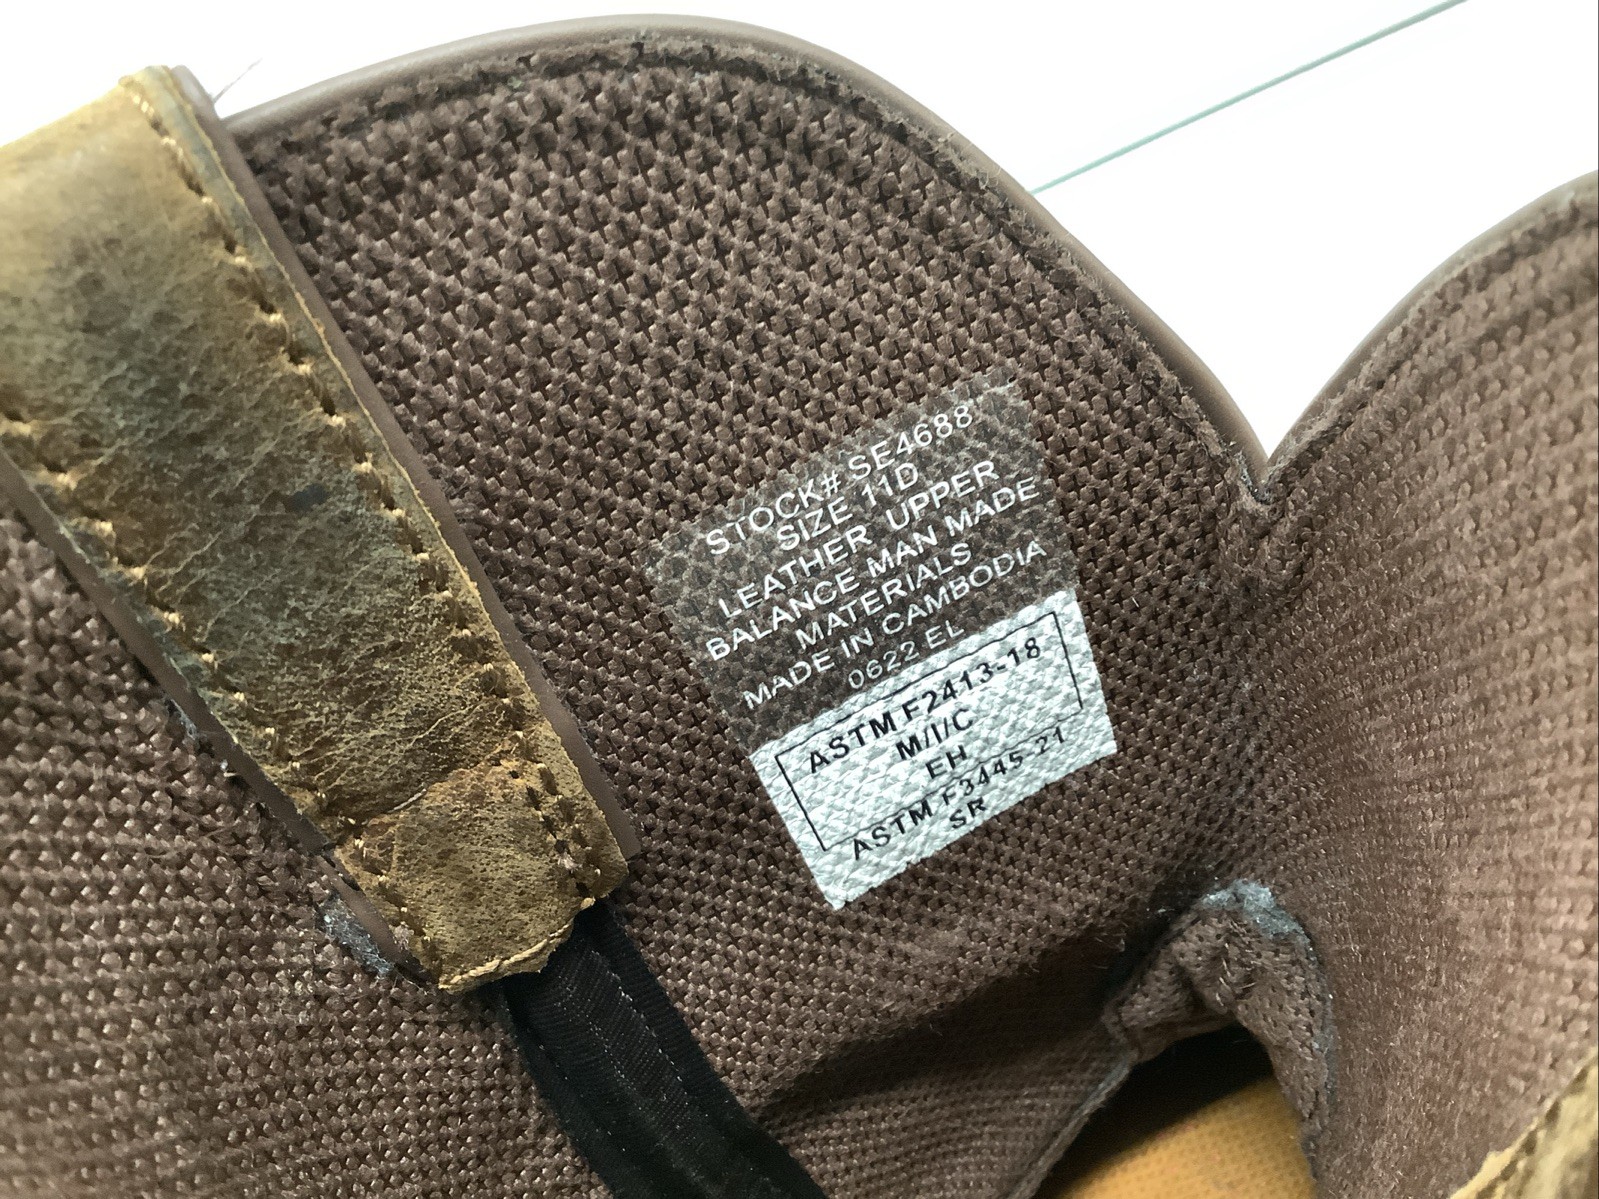 STOCK# SE4688
SIZE 11D
LEATHER UPPER
BALANCE MAN MADE
MATERIALS
MADE IN CAMBODIA
0622 EL
ASTM F2413-18
M/I/C
EH
ASTM F3445-21
SR